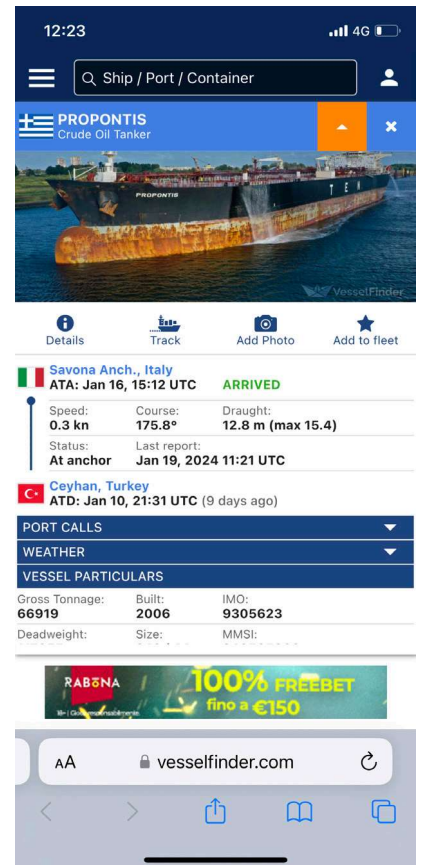 12:23
4G
Ship / Port / Container
PROPONTIS
Crude Oil Tanker
PROPONTIS
T E N
VesselFinder
Details Track Add Photo Add to fleet
Savona Anch., Italy
ATA: Jan 16, 15:12 UTC ARRIVED
Speed: Course: Draught:
0.3 kn 175.8° 12.8 m (max 15.4)
Status: Last report:
At anchor Jan 19, 2024 11:21 UTC
Ceyhan, Turkey
ATD: Jan 10, 21:31 UTC (9 days ago)
PORT CALLS
WEATHER
VESSEL PARTICULARS
Gross Tonnage: Built: IMO:
66919 2006 9305623
Deadweight: Size: MMSI:
RABONA
100% FREEBET
fino a €150
18+ |
AA vesselfinder.com